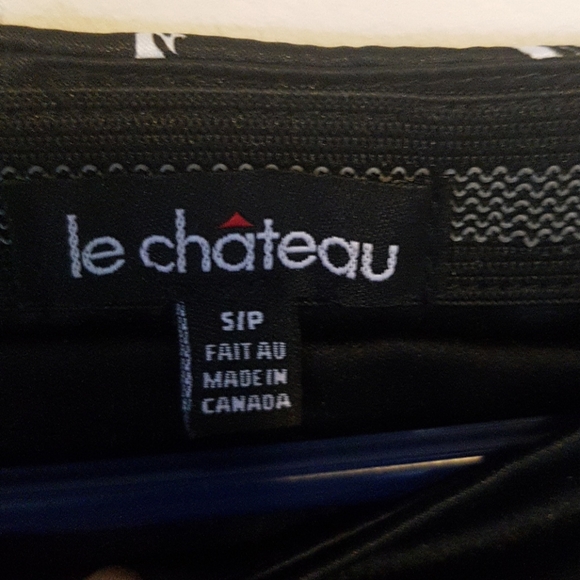 le château
S/P
FAIT AU
MADE IN
CANADA